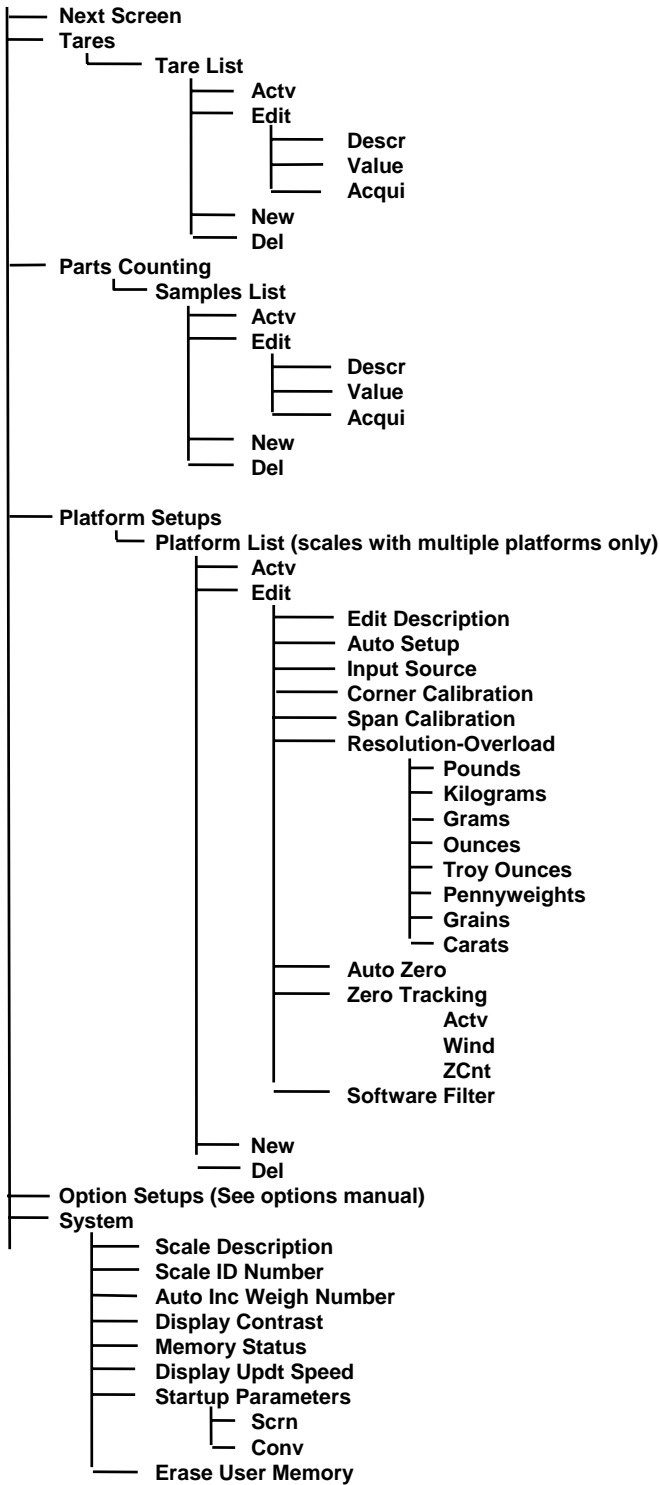 Next Screen
Tares
Tare List
Actv
Edit
Descr
Value
Acqui
New
Del
Parts Counting
Samples List
Actv
Edit
Descr
Value
Acqui
New
Del
Platform Setups
Platform List (scales with multiple platforms only)
Actv
Edit
Edit Description
Auto Setup
Input Source
Corner Calibration
Span Calibration
Resolution-Overload
Pounds
Kilograms
Grams
Ounces
Troy Ounces
Pennyweights
Grains
Carats
Auto Zero
Zero Tracking
Actv
Wind
ZCnt
Software Filter
New
Del
Option Setups (See options manual)
System
Scale Description
Scale ID Number
Auto Inc Weigh Number
Display Contrast
Memory Status
Display Updt Speed
Startup Parameters
Scrn
Conv
Erase User Memory